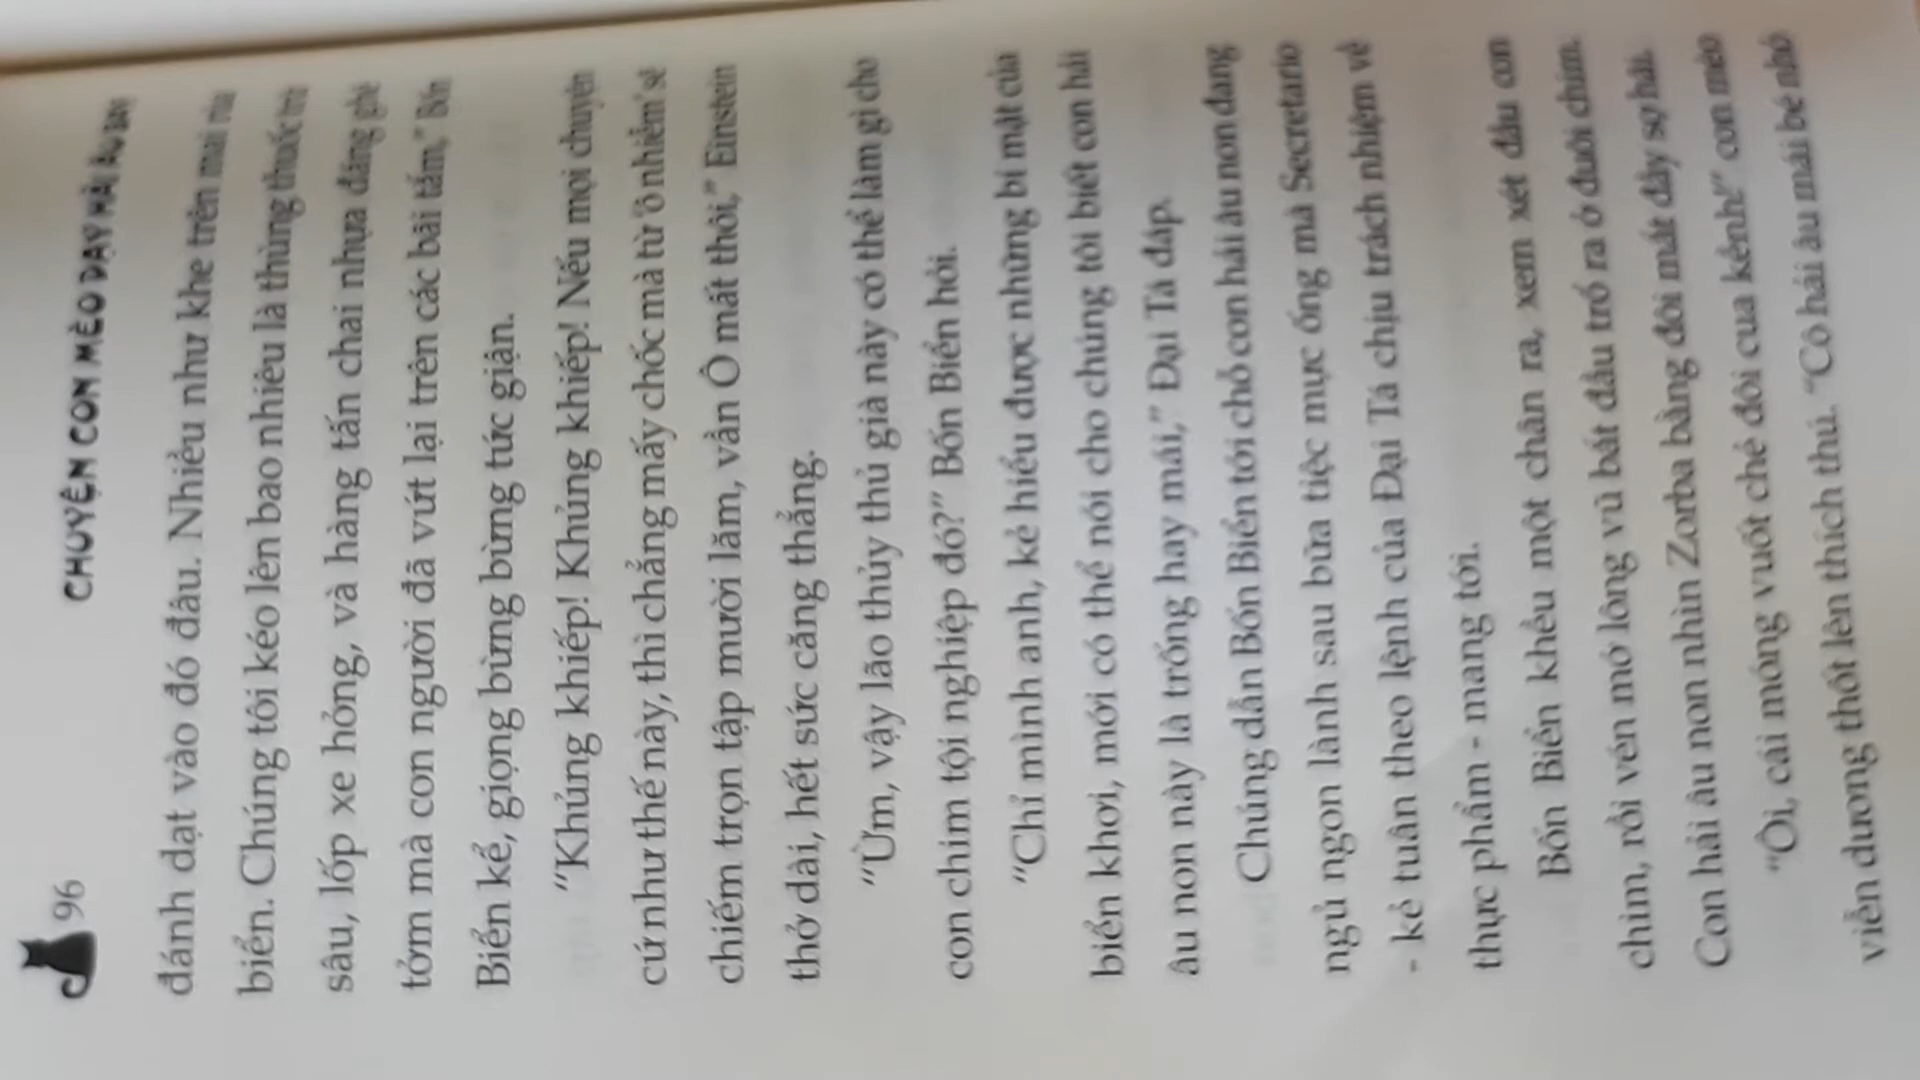 96
CHUYỆN CON MÈO DẠY HẢI ÂU BAY
đánh dạt vào đó đâu. Nhiều như khe trên mai rùa
biển. Chúng tôi kéo lên bao nhiêu là thùng thuốc trừ
sâu, lốp xe hỏng, và hàng tấn chai nhựa đáng ghê
tởm mà con người đã vứt lại trên các bãi tắm,” Bốn
Biển kể, giọng bừng bừng tức giận.
“Khủng khiếp! Khủng khiếp! Nếu mọi chuyện
cứ như thế này, thì chẳng mấy chốc mà từ ‘ô nhiễm’ sẽ
chiếm trọn tập mười lăm, vần Ô mất thôi,” Einstein
thở dài, hết sức căng thẳng.
“Ừm, vậy lão thủy thủ già này có thể làm gì cho
con chim tội nghiệp đó?” Bốn Biển hỏi.
“Chỉ mình anh, kẻ hiểu được những bí mật của
biển khơi, mới có thể nói cho chúng tôi biết con hải
âu non này là trống hay mái,” Đại Tá đáp.
Chúng dẫn Bốn Biển tới chỗ con hải âu non đang
ngủ ngon lành sau bữa tiệc mực ống mà Secretario
- kẻ tuân theo lệnh của Đại Tá chịu trách nhiệm về
thực phẩm - mang tới.
Bốn Biển khều một chân ra, xem xét đầu con
chim, rồi vén mớ lông vũ bắt đầu trổ ra ở đuôi chim.
Con hải âu non nhìn Zorba bằng đôi mắt đầy sợ hãi.
“Ôi, cái móng vuốt chẻ đôi cua kềnh!” con mèo
viễn dương thốt lên thích thú. “Cô hải âu mái bé nhỏ